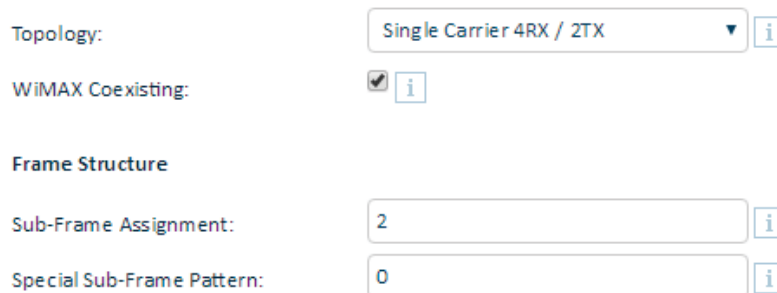 Topology: Single Carrier 4RX / 2TX i
WiMAX Coexisting: i
Frame Structure
Sub-Frame Assignment: 2 i
Special Sub-Frame Pattern: 0 i